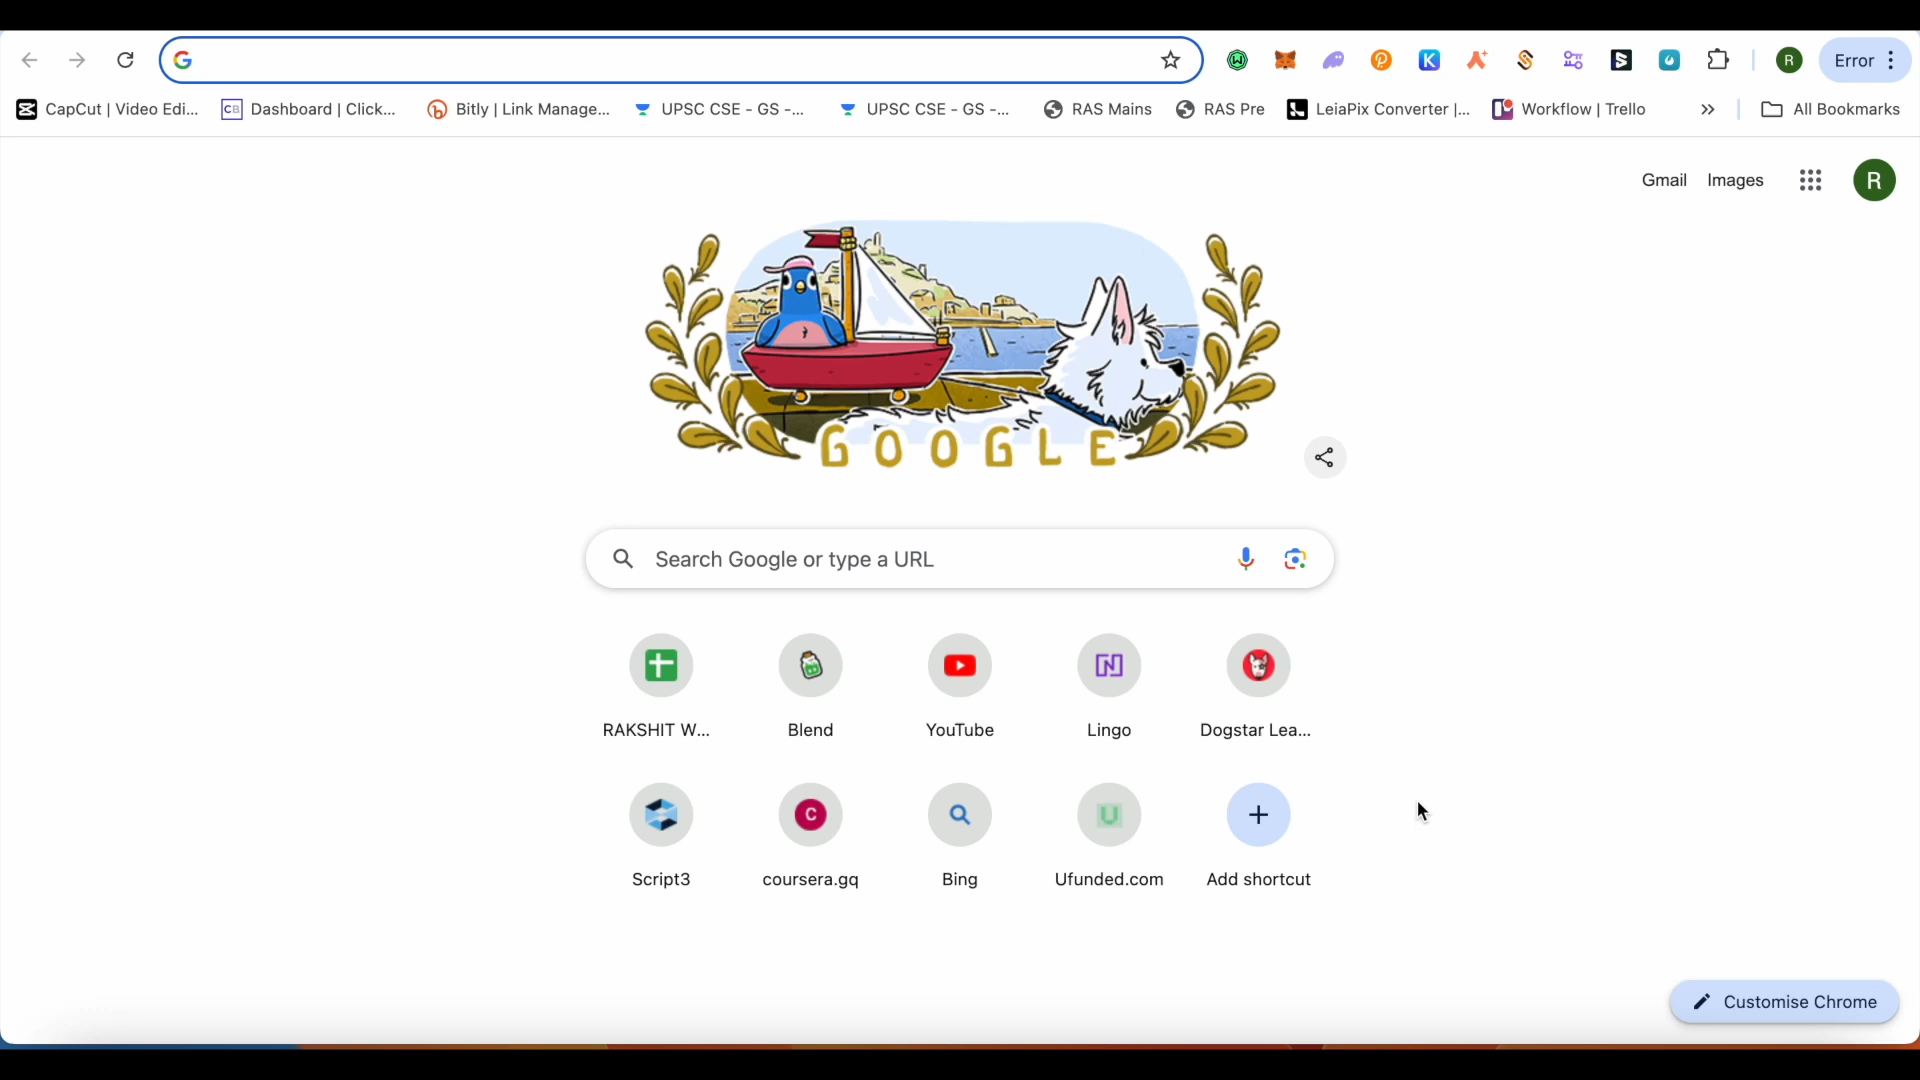 R
Error
CapCut | Video Edi...
CB
Dashboard | Click...
Bitly | Link Manage...
UPSC CSE - GS -...
UPSC CSE - GS -...
RAS Mains
RAS Pre
LeiaPix Converter |...
Workflow | Trello
All Bookmarks
Gmail
Images
R
GOOGLE
Search Google or type a URL
RAKSHIT W...
Blend
YouTube
Lingo
Dogstar Lea...
C
U
Script3
coursera.gq
Bing
Ufunded.com
Add shortcut
Customise Chrome